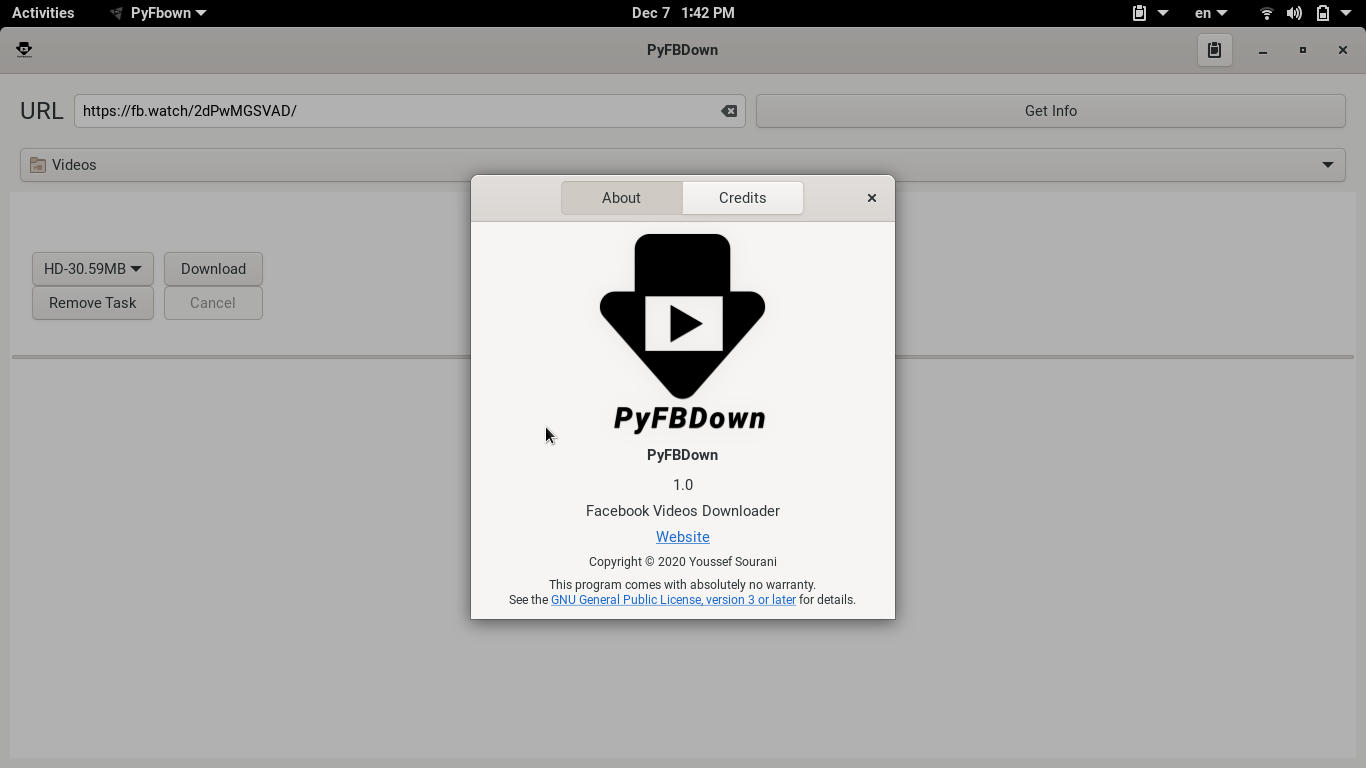 Activities PyFbown Dec 7 1:42 PM en
PyFBDown
URL https://fb.watch/2dPwMGSVAD/ Get Info
Videos
About Credits
HD-30.59MB Download
Remove Task Cancel
PyFBDown
PyFBDown
1.0
Facebook Videos Downloader
Website
Copyright © 2020 Youssef Sourani
This program comes with absolutely no warranty.
See the GNU General Public License, version 3 or later for details.